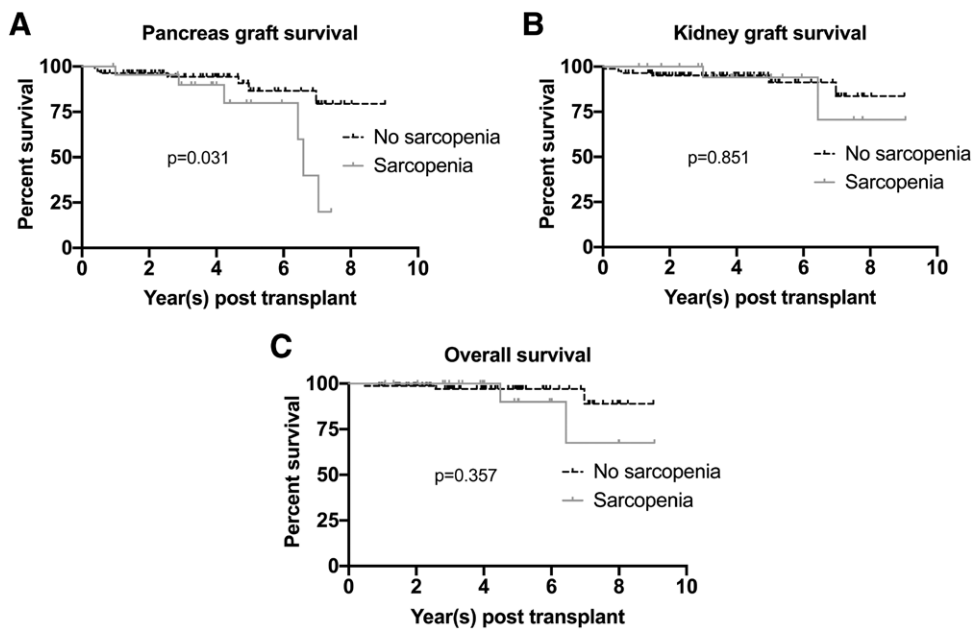 A
Pancreas graft survival
Percent survival
100
75
50
25
0
p=0.031
No sarcopenia
Sarcopenia
0 2 4 6 8 10
Year(s) post transplant
B
Kidney graft survival
Percent survival
100
75
50
25
0
p=0.851
No sarcopenia
Sarcopenia
0 2 4 6 8 10
Year(s) post transplant
C
Overall survival
Percent survival
100
75
50
25
0
p=0.357
No sarcopenia
Sarcopenia
0 2 4 6 8 10
Year(s) post transplant